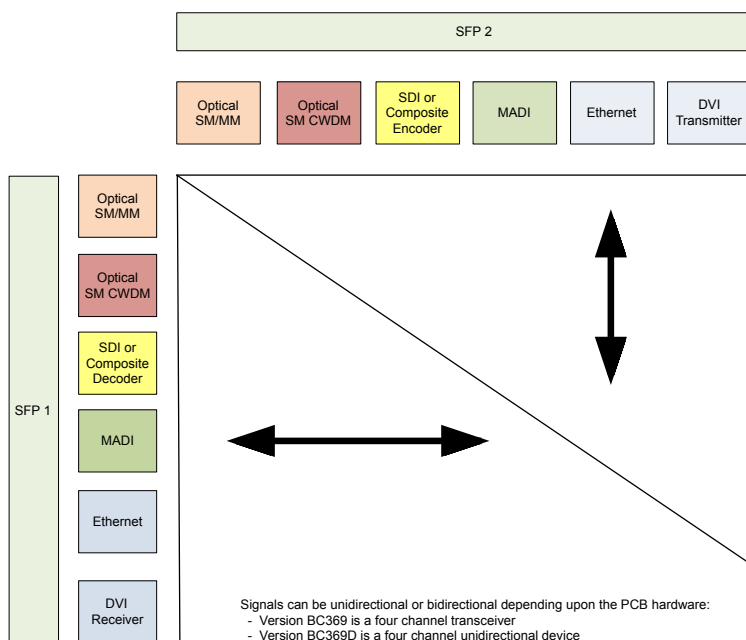 SFP 2
Optical
SM/MM
Optical
SM CWDM
SDI or
Composite
Encoder
MADI
Ethernet
DVI
Transmitter
SFP 1
Optical
SM/MM
Optical
SM CWDM
SDI or
Composite
Decoder
MADI
Ethernet
DVI
Receiver
Signals can be unidirectional or bidirectional depending upon the PCB hardware:
- Version BC369 is a four channel transceiver
- Version BC369D is a four channel unidirectional device